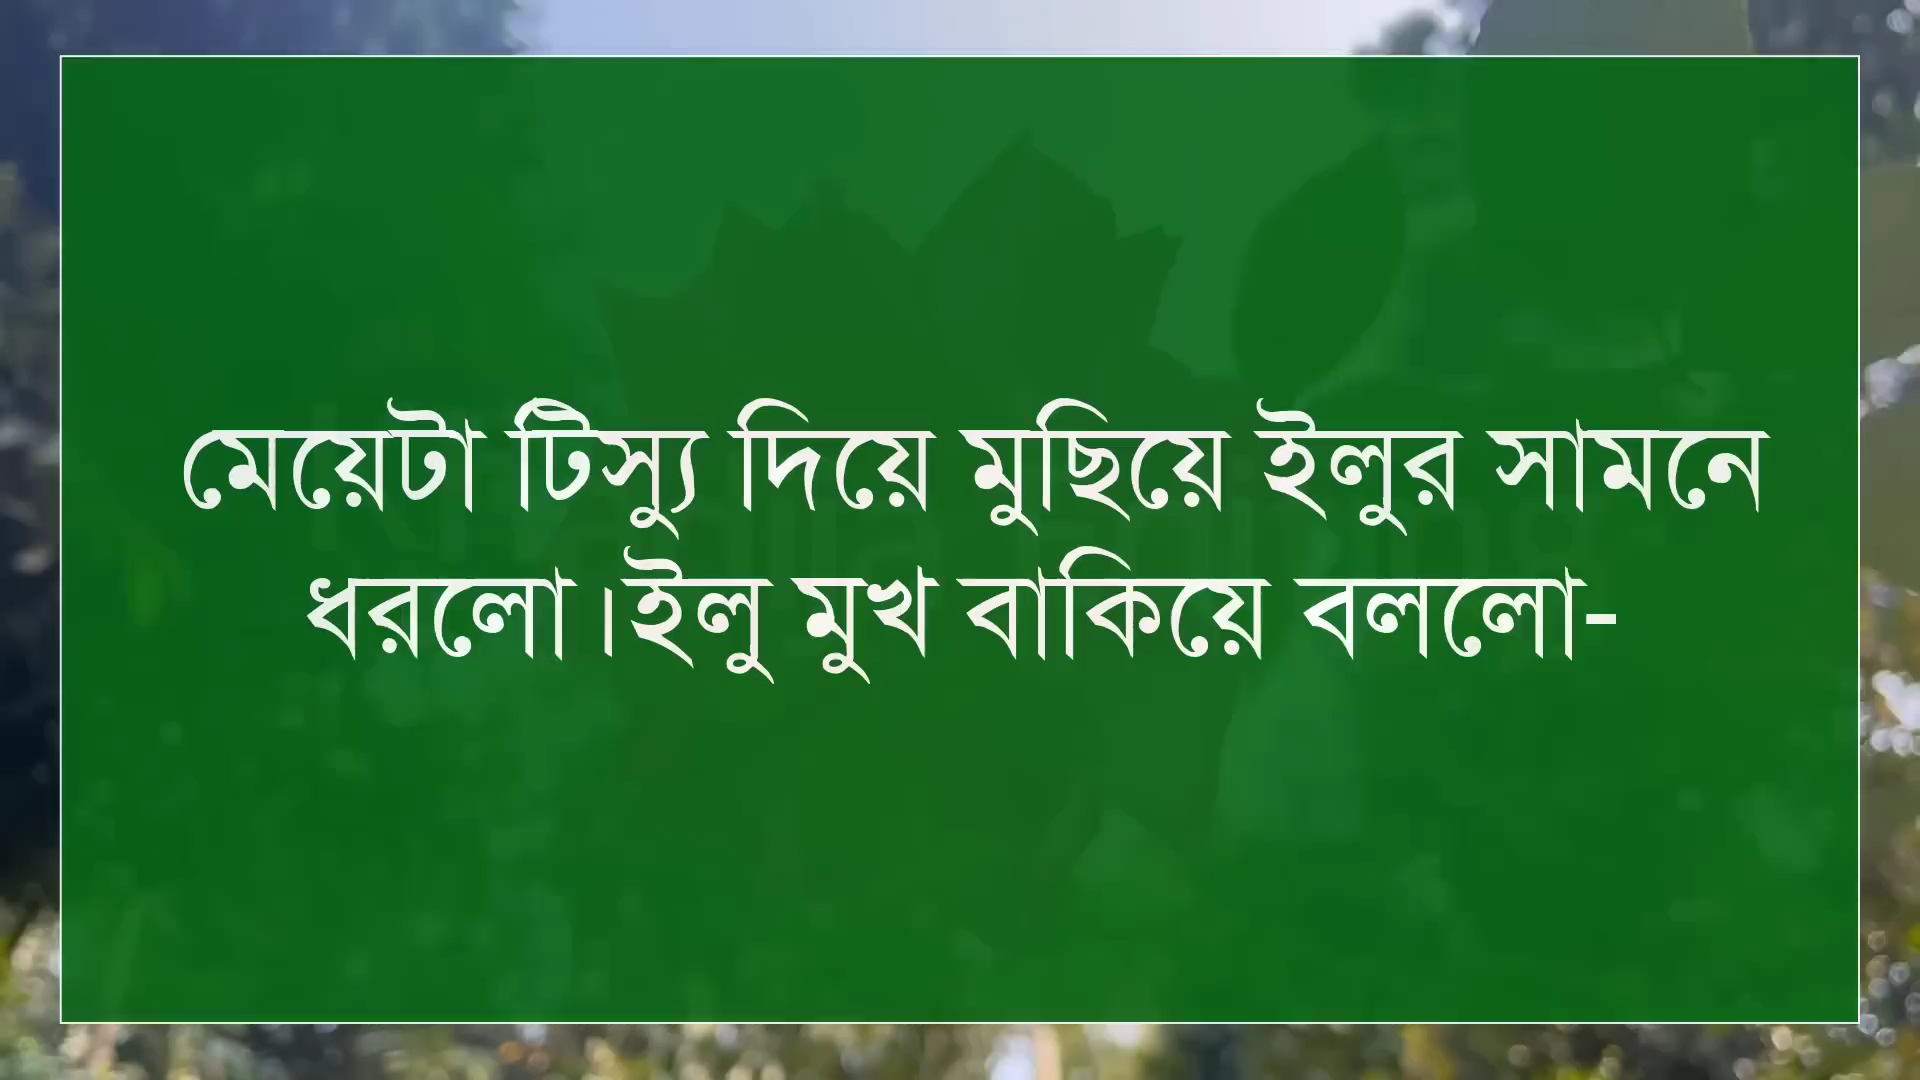 মেয়েটা টিস্যু দিয়ে মুছিয়ে ইলুর সামনে
ধরলো।ইলু মুখ বাকিয়ে বললো-